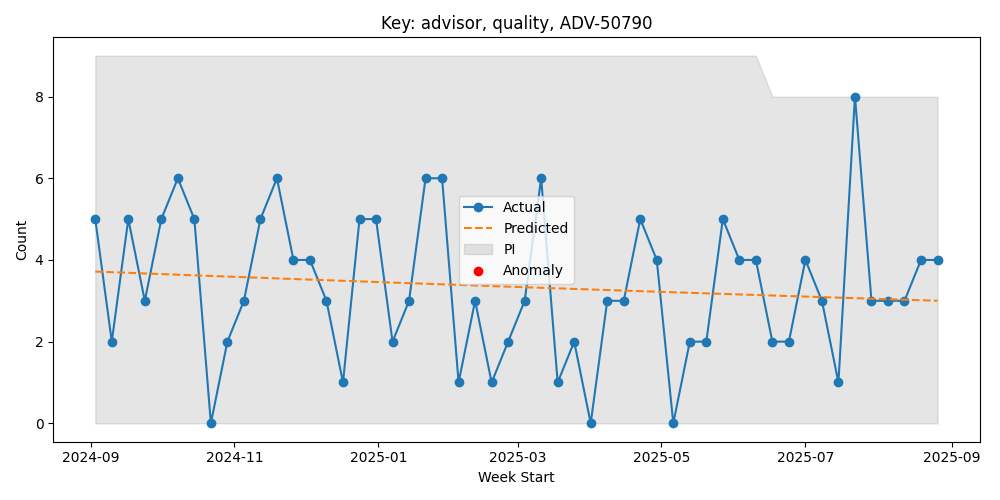 Key: advisor, quality, ADV-50790
Count
8
6
4
2
0
Actual
Predicted
PI
Anomaly
2024-09 2024-11 2025-01 2025-03 2025-05 2025-07 2025-09
Week Start